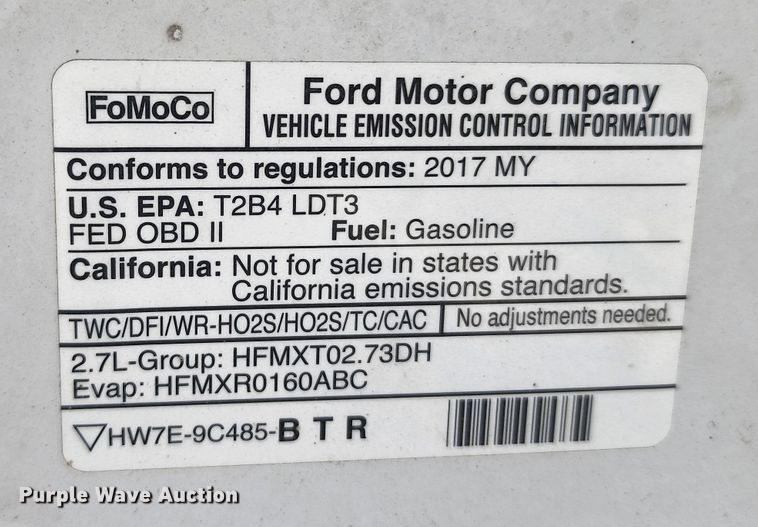 FoMoCo
Ford Motor Company
VEHICLE EMISSION CONTROL INFORMATION
Conforms to regulations: 2017 MY
U.S. EPA: T2B4 LDT3
FED OBD II Fuel: Gasoline
California: Not for sale in states with
California emissions standards.
TWC/DFI/WR-HO2S/HO2S/TC/CAC No adjustments needed.
2.7L-Group: HFMXT02.73DH
Evap: HFMXR0160ABC
▽HW7E-9C485-B T R
Purple Wave Auction